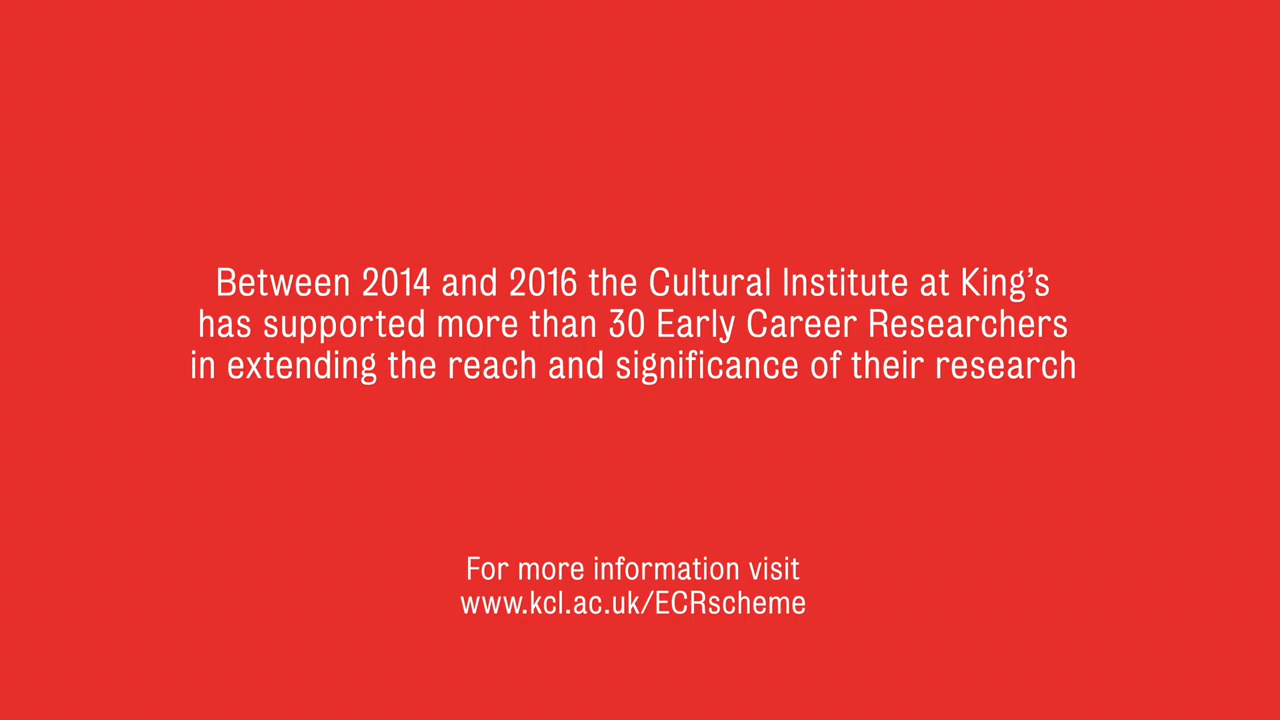 Between 2014 and 2016 the Cultural Institute at King’s
has supported more than 30 Early Career Researchers
in extending the reach and significance of their research
For more information visit
www.kcl.ac.uk/ECRscheme